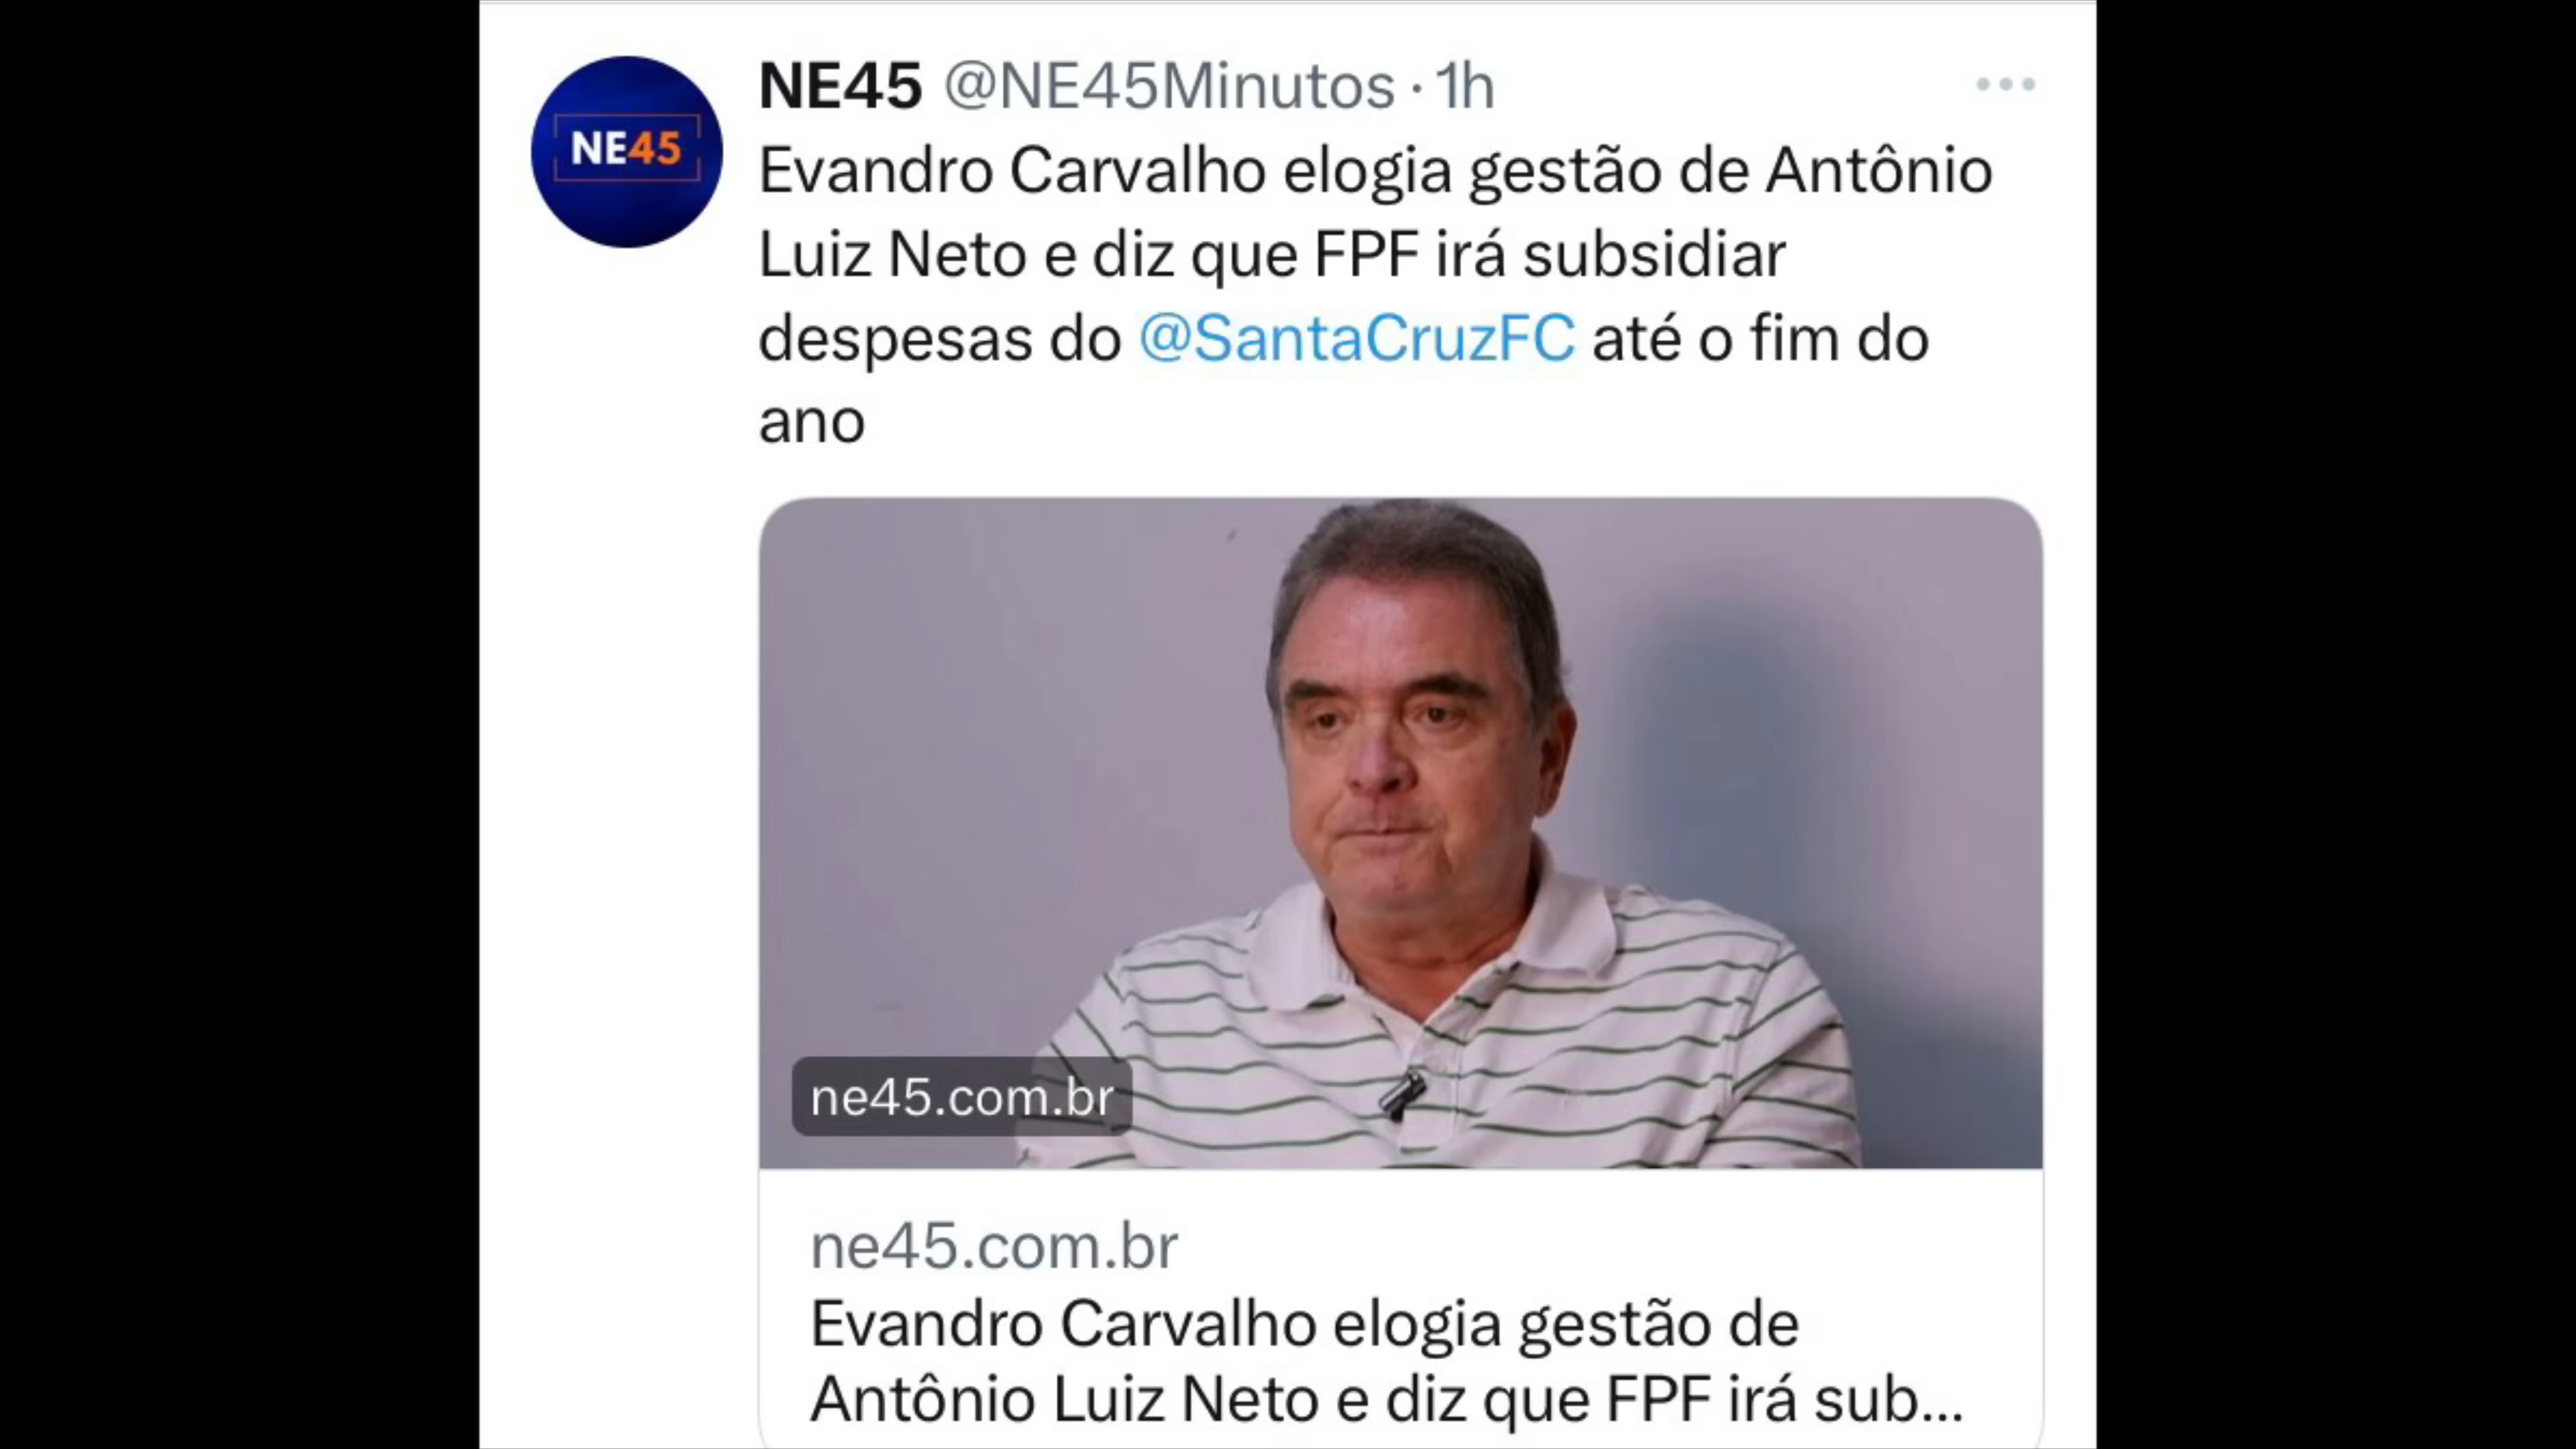 NE45 @NE45Minutos · 1h
NE45
Evandro Carvalho elogia gestão de Antônio
Luiz Neto e diz que FPF irá subsidiar
despesas do @SantaCruzFC até o fim do
ano
ne45.com.br
ne45.com.br
Evandro Carvalho elogia gestão de
Antônio Luiz Neto e diz que FPF irá sub...